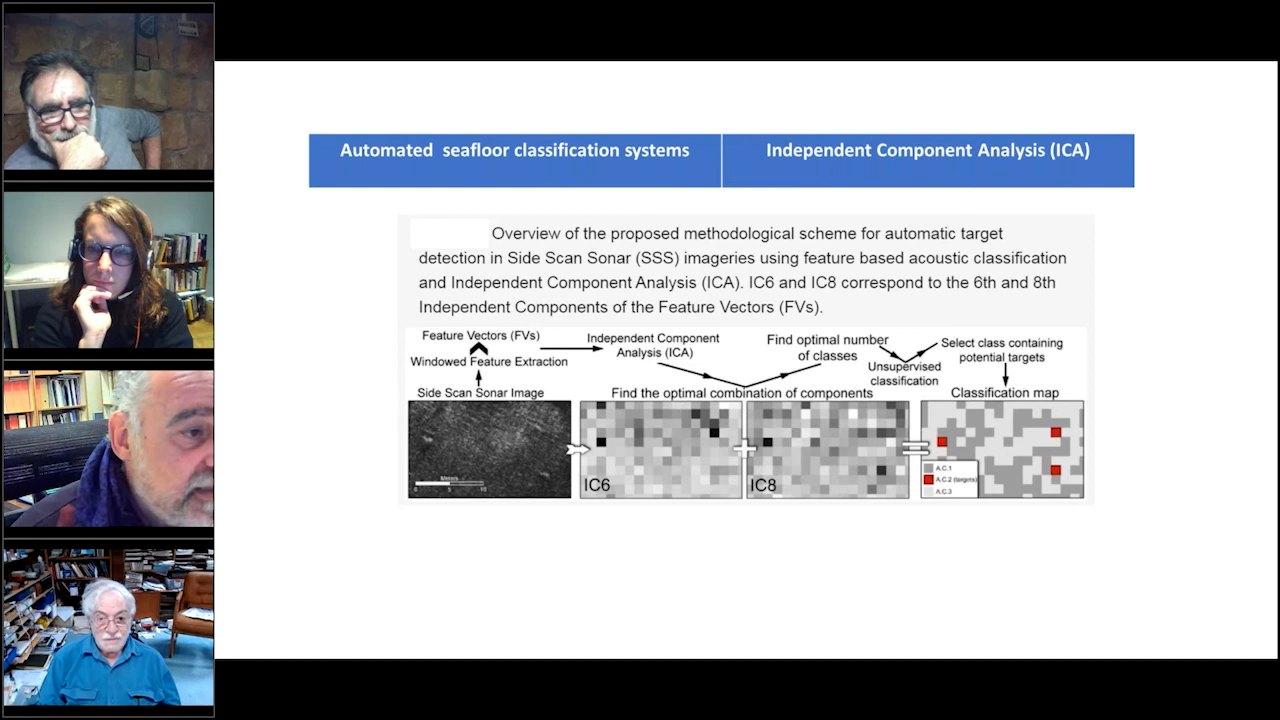 Automated seafloor classification systems
Independent Component Analysis (ICA)
Overview of the proposed methodological scheme for automatic target
detection in Side Scan Sonar (SSS) imageries using feature based acoustic classification
and Independent Component Analysis (ICA). IC6 and IC8 correspond to the 6th and 8th
Independent Components of the Feature Vectors (FVs).
Feature Vectors (FVs)
Windowed Feature Extraction
Side Scan Sonar Image
Independent Component
Analysis (ICA)
Find optimal number
of classes
Find the optimal combination of components
Unsupervised
classification
Select class containing
potential targets
Classification map
Meters
0 5 10
IC6
IC8
A.C.1
A.C.2 (targets)
A.C.3